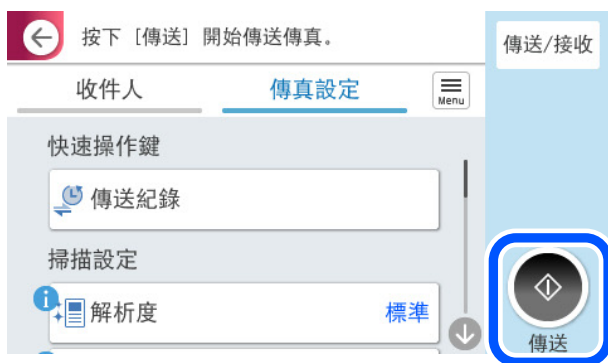 按下 [傳送] 開始傳送傳真。
傳送/接收
收件人
傳真設定
Menu
快速操作鍵
傳送紀錄
掃描設定
解析度
標準
傳送